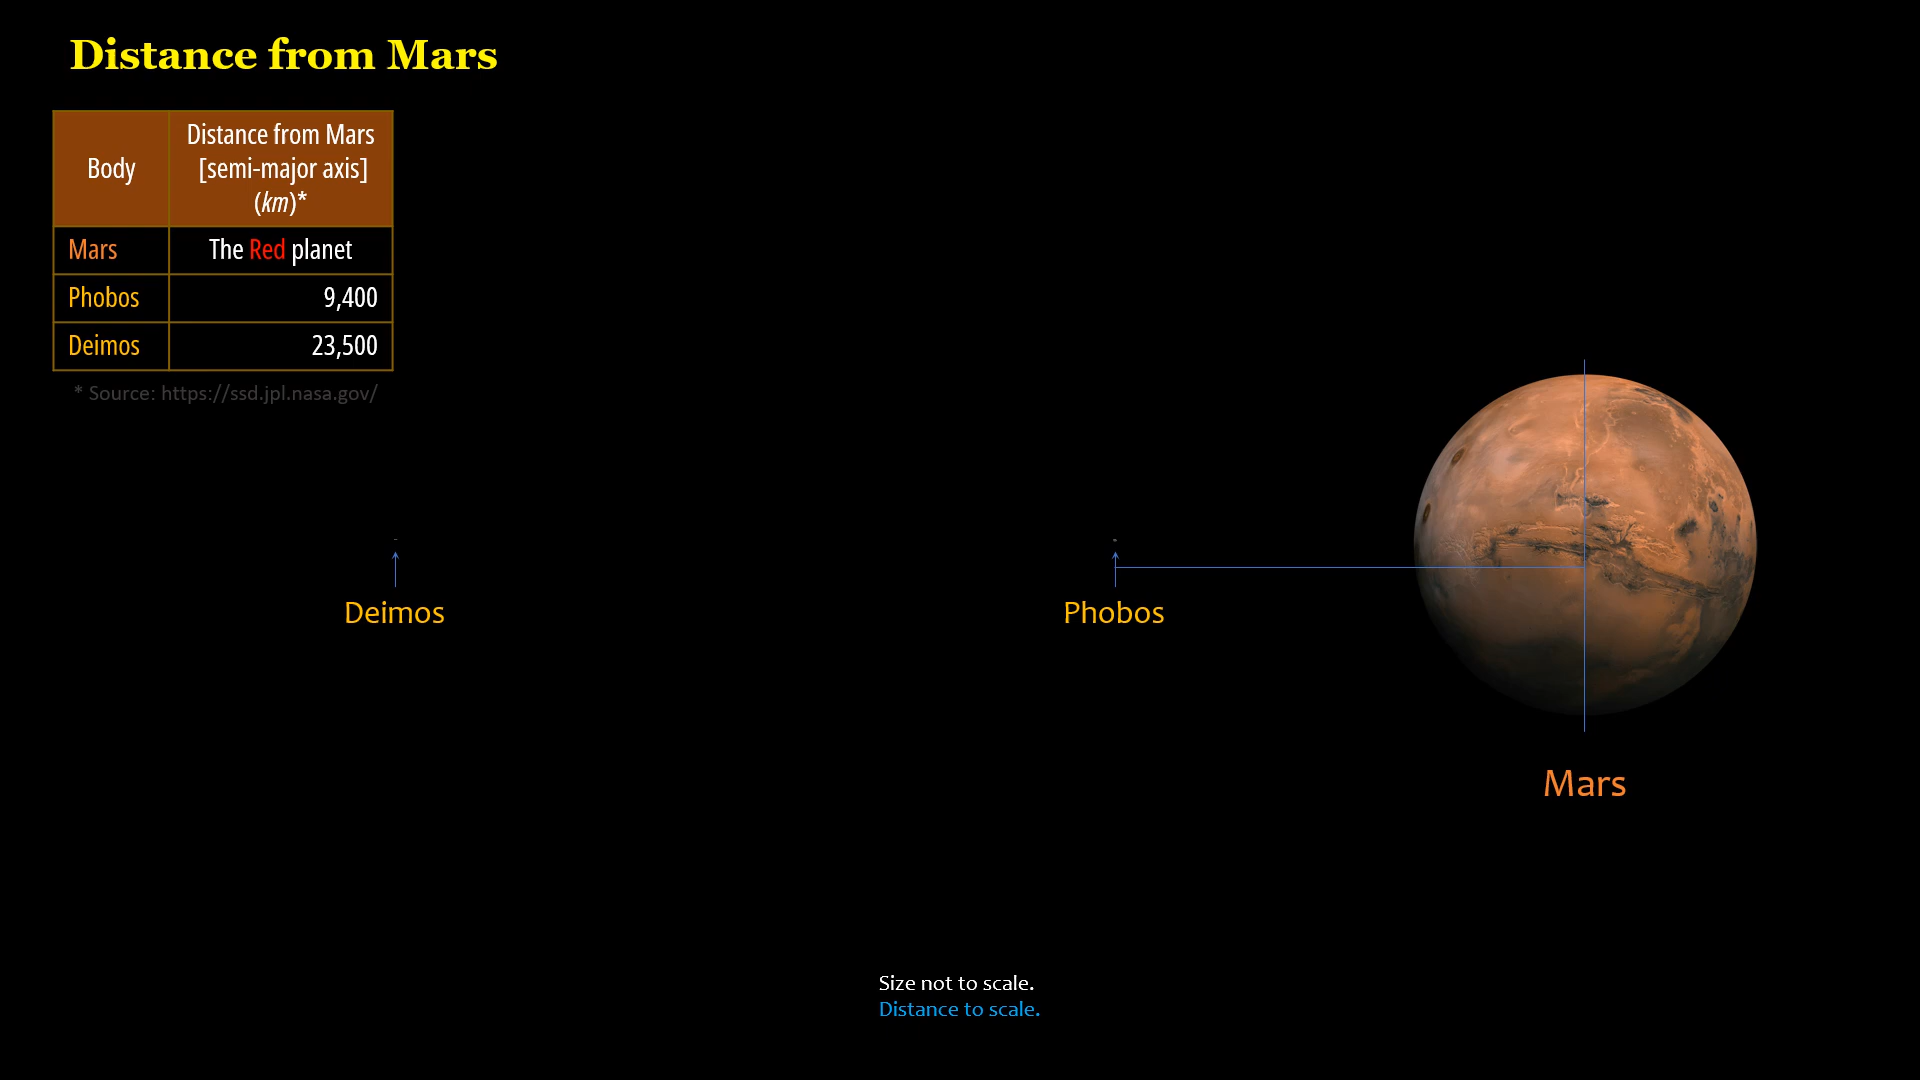 Distance from Mars
Body
Distance from Mars
[semi-major axis]
(km)*
Mars
The Red planet
Phobos
9,400
Deimos
23,500
* Source: https://ssd.jpl.nasa.gov/
Deimos
Phobos
Mars
Size not to scale.
Distance to scale.